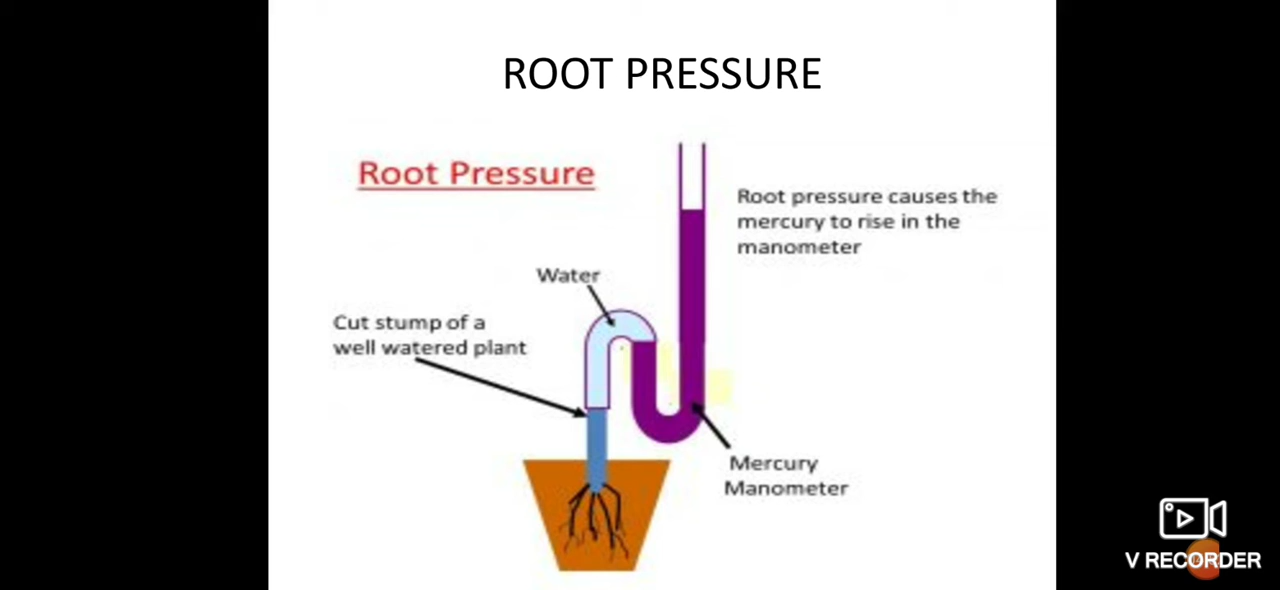 ROOT PRESSURE
Root Pressure
Root pressure causes the
mercury to rise in the
manometer
Water
Cut stump of a
well watered plant
Mercury
Manometer
V RECORDER